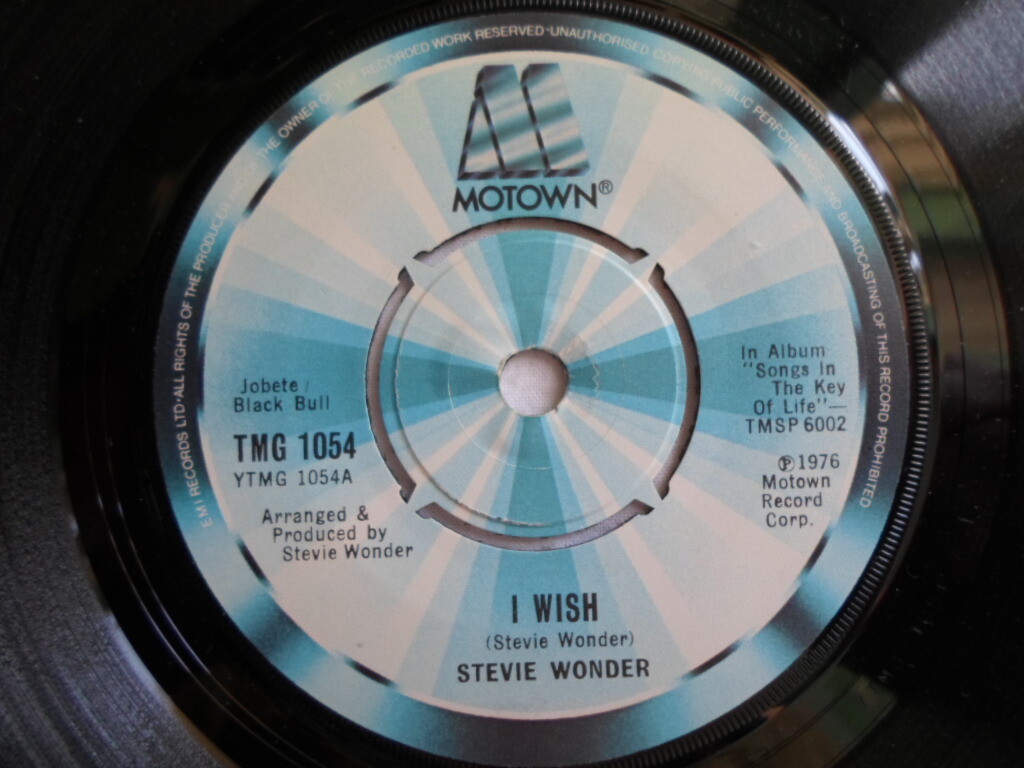 EMI RECORDS LTD·ALL RIGHTS OF THE PRODUCER AND THE OWNER OF THE RECORDED WORK RESERVED·UNAUTHORISED COPYING PUBLIC PERFORMANCE AND BROADCASTING OF THIS RECORD PROHIBITED
MOTOWN®
Jobete/
Black Bull
TMG 1054
YTMG 1054A
Arranged &
Produced by
Stevie Wonder
In Album
"Songs In
The Key
Of Life"—
TMSP 6002
℗1976
Motown
Record
Corp.
I WISH
(Stevie Wonder)
STEVIE WONDER